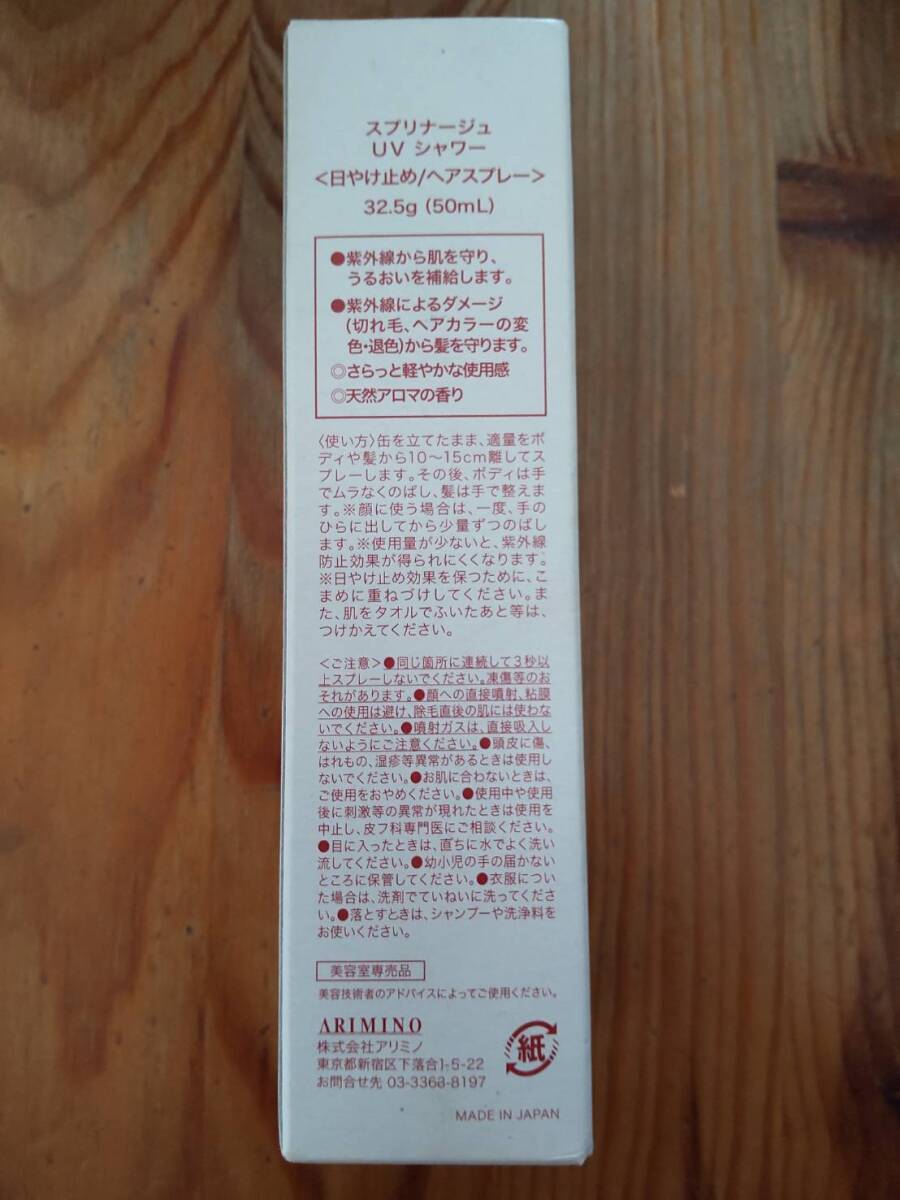 スプリナージュ
UV シャワー
<日やけ止め/ヘアスプレー>
32.5g (50mL)
●紫外線から肌を守り、
うるおいを補給します。
●紫外線によるダメージ
(切れ毛、ヘアカラーの変
色・退色)から髪を守ります。
◎さらっと軽やかな使用感
◎天然アロマの香り
〈使い方〉缶を立てたまま、適量をボ
ディや髪から10〜15cm離してス
プレーします。その後、ボディは手
でムラなくのばし、髪は手で整えま
す。※顔に使う場合は、一度、手の
ひらに出してから少量ずつのばし
ます。※使用量が少ないと、紫外線
防止効果が得られにくくなります。
※日やけ止め効果を保つために、こ
まめに重ねづけしてください。ま
た、肌をタオルでふいたあと等は、
つけかえてください。
<ご注意>●同じ箇所に連続して3秒以
上スプレーしないでください。凍傷等のお
それがあります。●顔への直接噴射、粘膜
への使用は避け、除毛直後の肌には使わな
いでください。●噴射ガスは、直接吸入し
ないようにご注意ください。●頭皮に傷、
はれもの、湿疹等異常があるときは使用し
ないでください。●お肌に合わないときは、
ご使用をおやめください。●使用中や使用
後に刺激等の異常が現れたときは使用を
中止し、皮フ科専門医にご相談ください。
●目に入ったときは、直ちに水でよく洗い
流してください。●幼小児の手の届かない
ところに保管してください。●衣服につい
た場合は、洗剤でていねいに洗ってくださ
い。●落とすときは、シャンプーや洗浄料を
お使いください。
美容室専売品
美容技術者のアドバイスによってご使用ください。
ARIMINO
株式会社アリミノ
東京都新宿区下落合1-5-22
お問合せ先 03-3363-8197
紙
MADE IN JAPAN